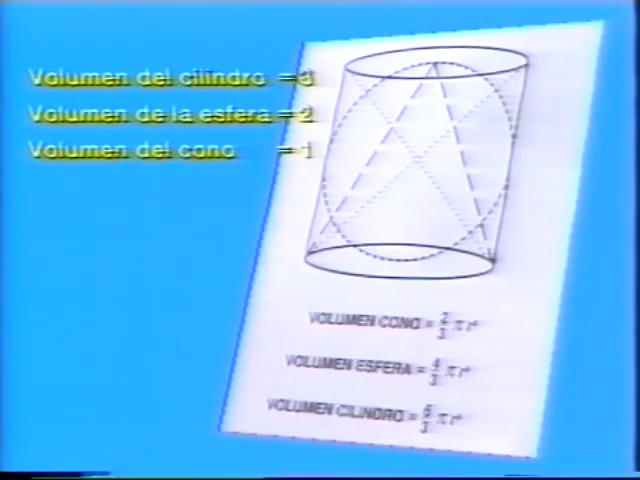 Volumen del cilindro = 3
Volumen de la esfera = 2
Volumen del cono = 1
VOLUMEN CONO = 2/3 π r³
VOLUMEN ESFERA = 4/3 π r³
VOLUMEN CILINDRO = 6/3 π r³